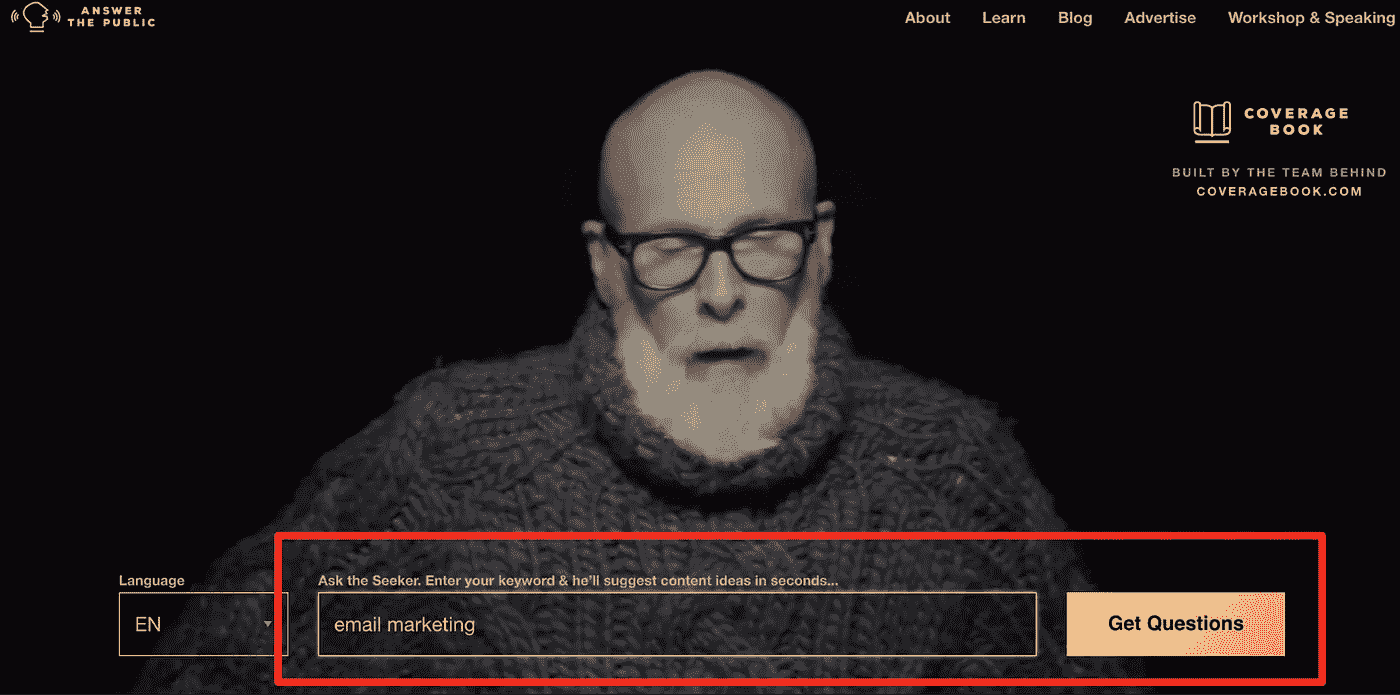 ANSWER
THE PUBLIC
About Learn Blog Advertise Workshop & Speaking
COVERAGE
BOOK
BUILT BY THE TEAM BEHIND
COVERAGEBOOK.COM
Language
Ask the Seeker. Enter your keyword & he'll suggest content ideas in seconds...
EN
email marketing
Get Questions